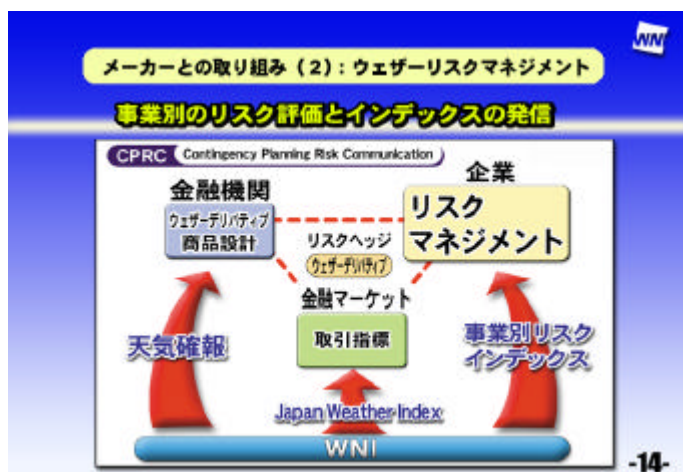 WN
メーカーとの取り組み（2）：ウェザーリスクマネジメント
事業別のリスク評価とインデックスの発信
CPRC Contingency Planning Risk Communication
金融機関
ウェザーデリバティブ
商品設計
企業
リスク
マネジメント
リスクヘッジ
ウェザーデリバティブ
金融マーケット
取引指標
天気確報
事業別リスク
インデックス
Japan Weather Index
WNI
-14-